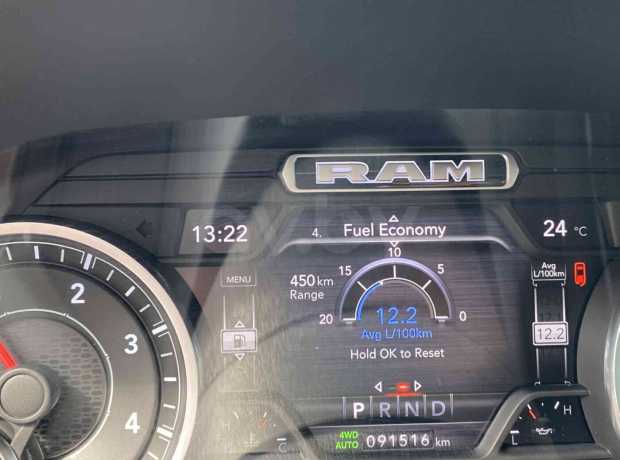 RAM
13:22
4. Fuel Economy
24 °C
MENU
450 km
Range
20 15 10 5 0
12.2
Avg L/100km
Hold OK to Reset
Avg
L/100km
12.2
2
3
4
P R N D
F C
H L
4WD
AUTO
091516 km